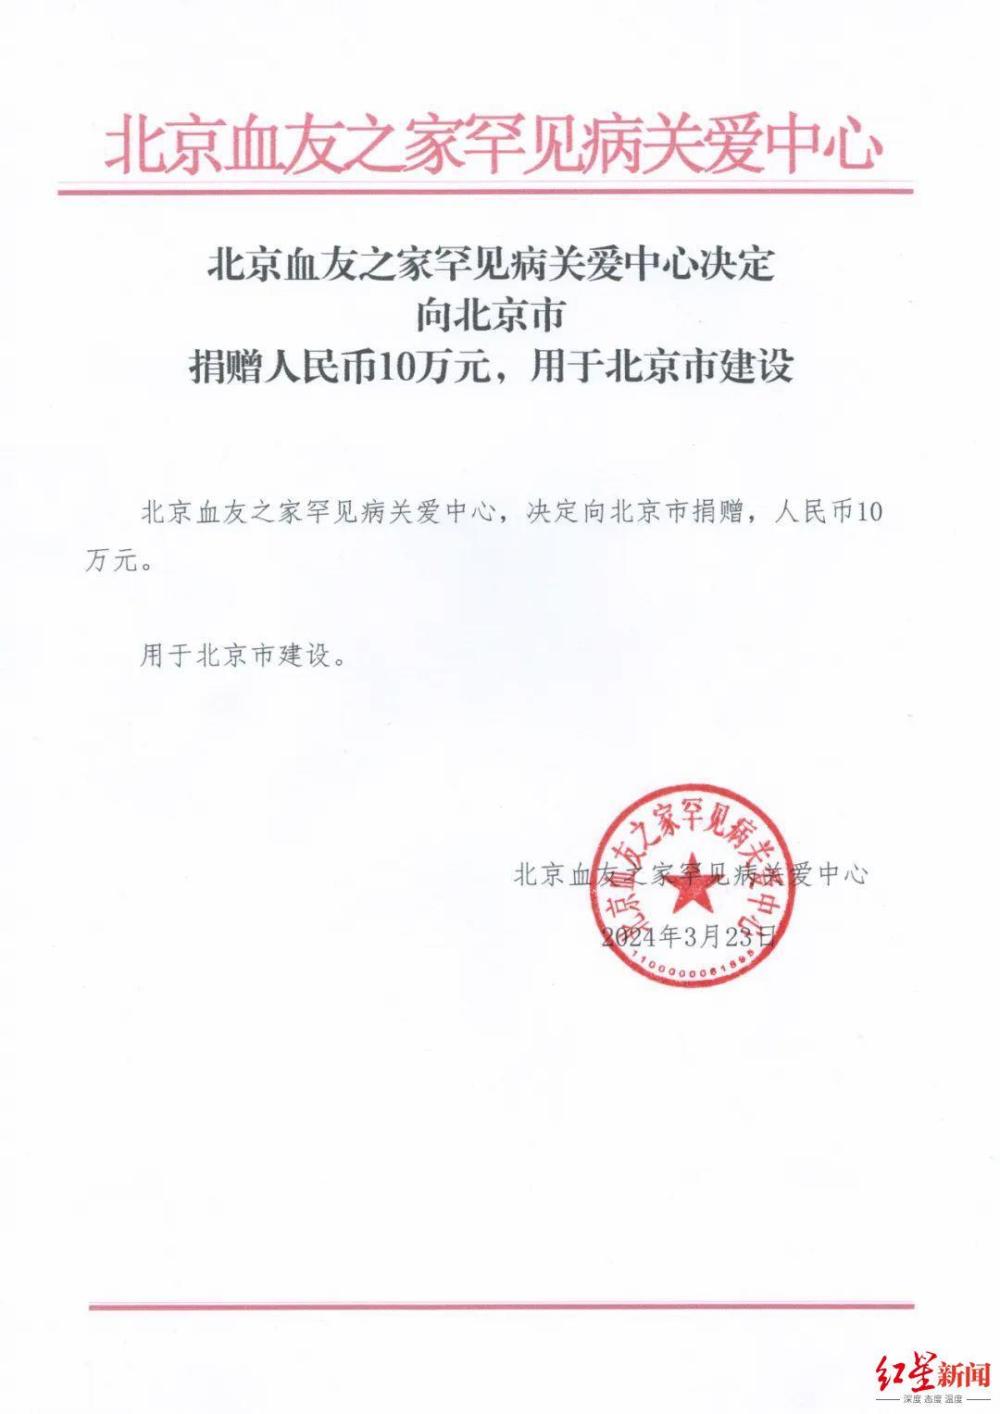 北京血友之家罕见病关爱中心
北京血友之家罕见病关爱中心决定
向北京市
捐赠人民币10万元，用于北京市建设
北京血友之家罕见病关爱中心，决定向北京市捐赠，人民币10
万元。
用于北京市建设。
北京血友之家罕见病关爱中心
北京血友之家罕见病关爱中心
2024年3月23日
红星新闻
深度 态度 温度